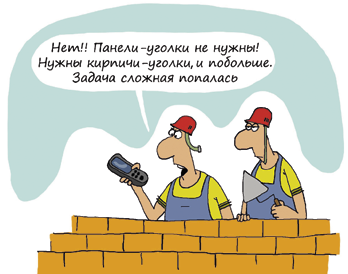 Нет!! Панели-уголки не нужны!
Нужны кирпичи-уголки, и побольше.
Задача сложная попалась